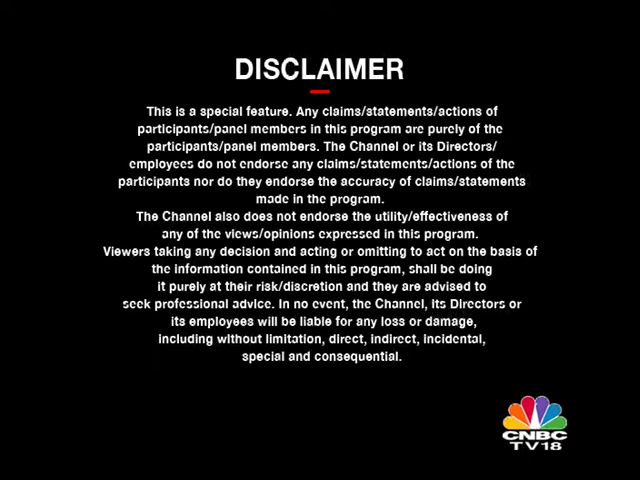 DISCLAIMER
This is a special feature. Any claims/statements/actions of
participants/panel members in this program are purely of the
participants/panel members. The Channel or its Directors/
employees do not endorse any claims/statements/actions of the
participants nor do they endorse the accuracy of claims/statements
made in the program.
The Channel also does not endorse the utility/effectiveness of
any of the views/opinions expressed in this program.
Viewers taking any decision and acting or omitting to act on the basis of
the information contained in this program, shall be doing
it purely at their risk/discretion and they are advised to
seek professional advice. In no event, the Channel, its Directors or
its employees will be liable for any loss or damage,
including without limitation, direct, indirect, incidental,
special and consequential.
CNBC
TV18